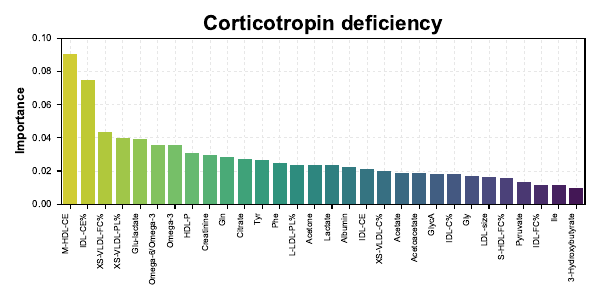 Corticotropin deficiency
Importance
0.10
0.08
0.06
0.04
0.02
0.00
M-HDL-CE
IDL-CE%
XS-VLDL-FC%
XS-VLDL-PL%
Glu-lactate
Omega-6/Omega-3
Omega-3
HDL-P
Creatinine
Gln
Citrate
Tyr
Phe
L-LDL-PL%
Acetone
Lactate
Albumin
IDL-CE
XS-VLDL-C%
Acetate
Acetoacetate
GlycA
IDL-C%
Gly
LDL-size
S-HDL-FC%
Pyruvate
IDL-FC%
Ile
3-Hydroxybutyrate